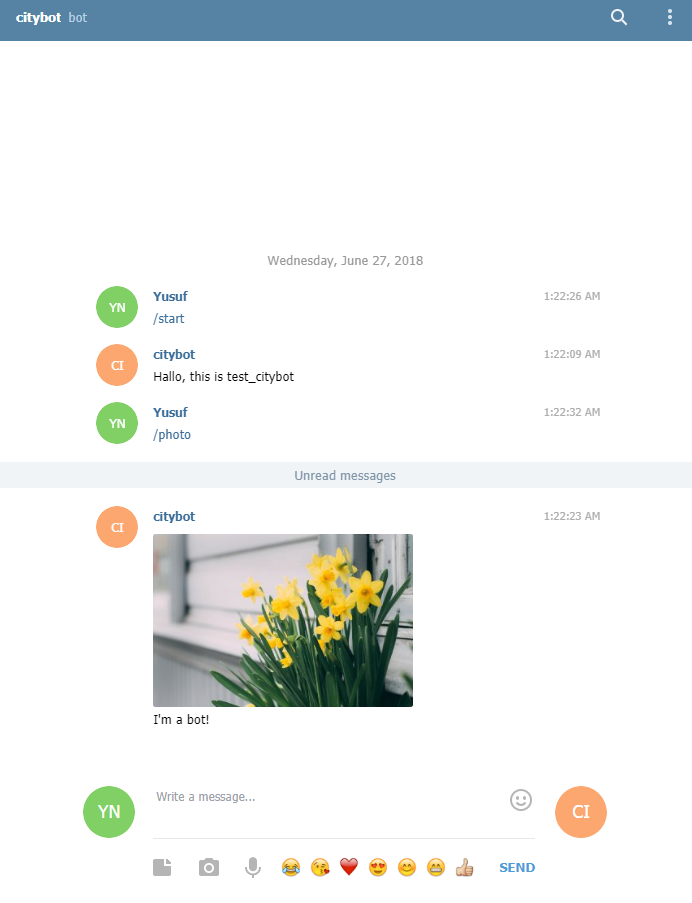 citybot bot
Wednesday, June 27, 2018
YN
Yusuf 1:22:26 AM
/start
CI
citybot 1:22:09 AM
Hallo, this is test_citybot
YN
Yusuf 1:22:32 AM
/photo
Unread messages
CI
citybot 1:22:23 AM
I'm a bot!
YN
Write a message...
CI
SEND